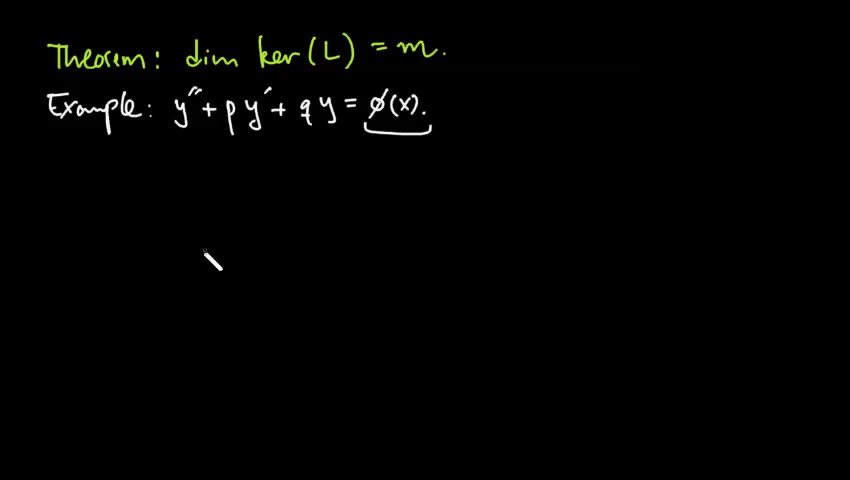 Theorem: dim ker(L) = m.
Example: y'' + p y' + q y = ϕ(x).